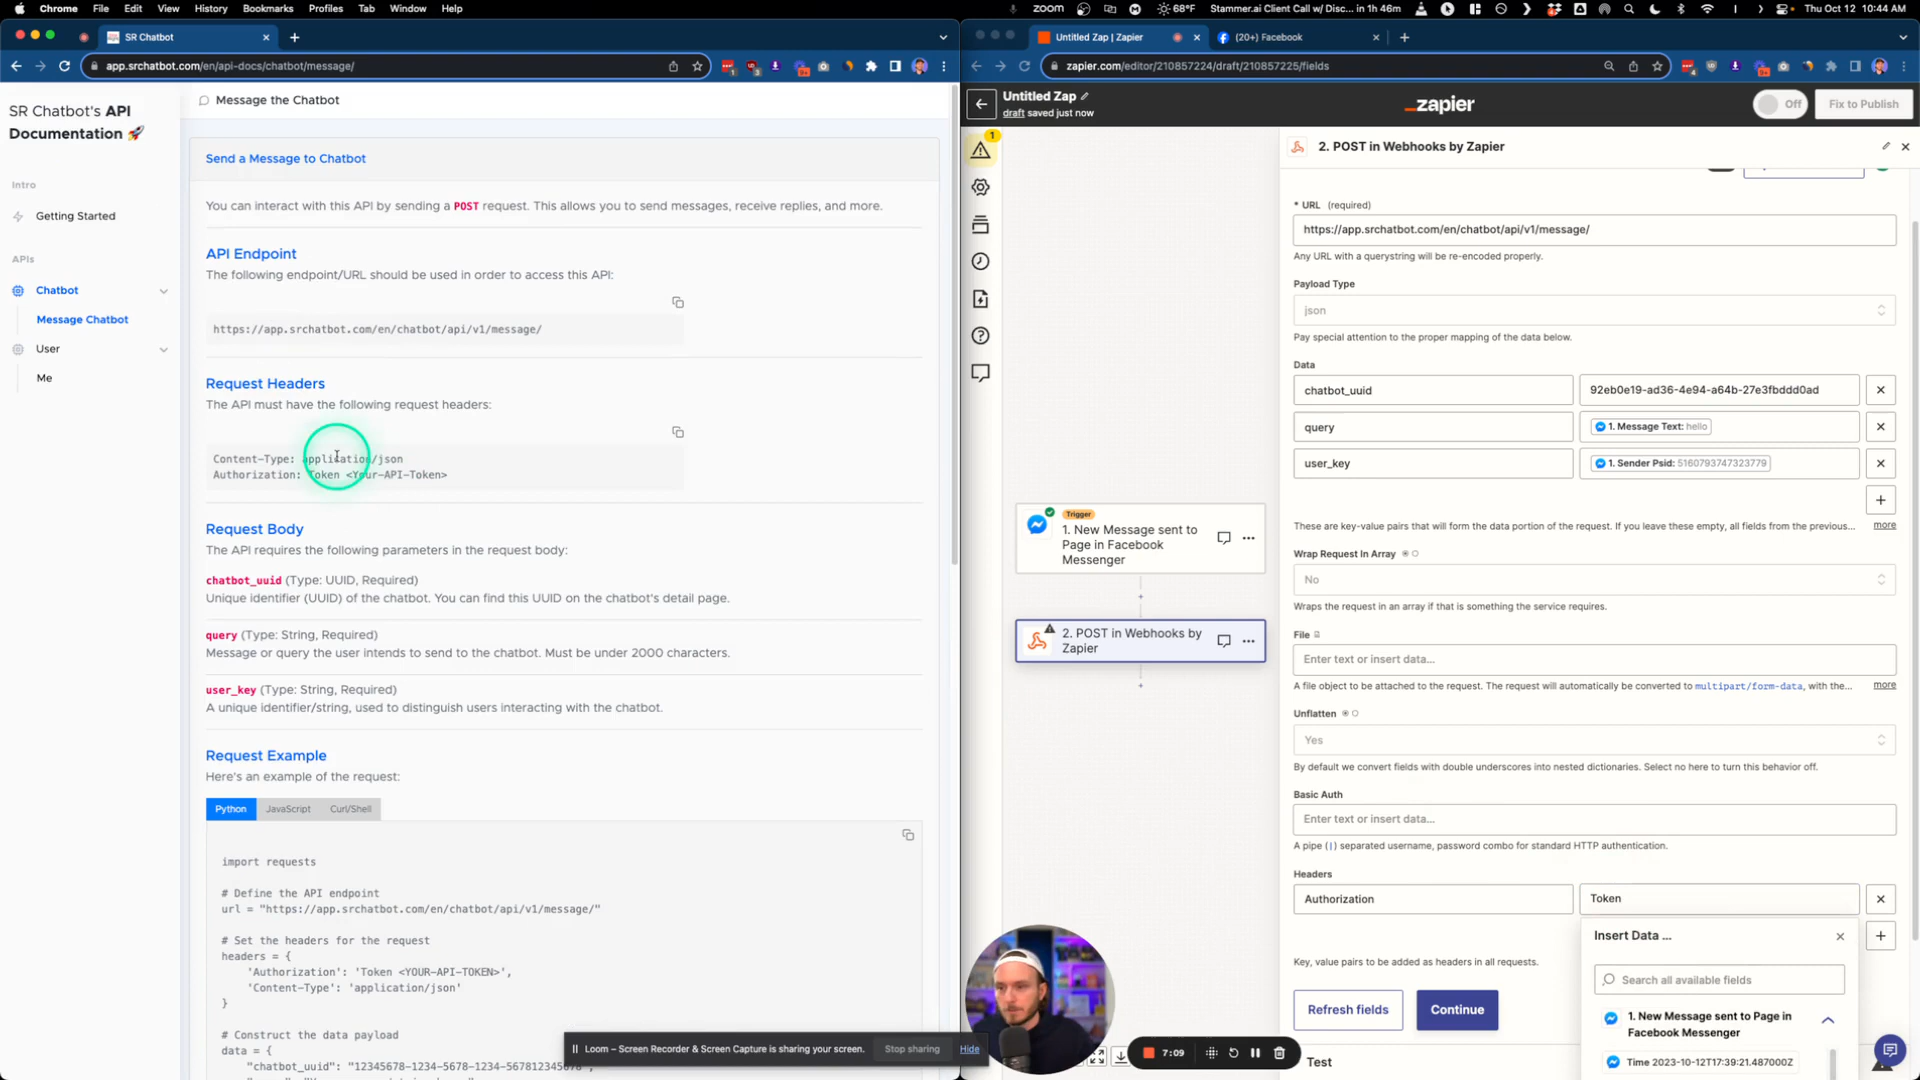 Chrome File Edit View History Bookmarks Profiles Tab Window Help
zoom 68°F Stammer.ai Client Call w/ Disc... in 1h 46m Thu Oct 12 10:44 AM
SR Chatbot
app.srchatbot.com/en/api-docs/chatbot/message/
SR Chatbot's API
Documentation 🚀
Intro
Getting Started
APIs
Chatbot
Message Chatbot
User
Me
Message the Chatbot
Send a Message to Chatbot
You can interact with this API by sending a POST request. This allows you to send messages, receive replies, and more.
API Endpoint
The following endpoint/URL should be used in order to access this API:
https://app.srchatbot.com/en/chatbot/api/v1/message/
Request Headers
The API must have the following request headers:
Content-Type: application/json
Authorization: Token <Your-API-Token>
Request Body
The API requires the following parameters in the request body:
chatbot_uuid (Type: UUID, Required)
Unique identifier (UUID) of the chatbot. You can find this UUID on the chatbot's detail page.
query (Type: String, Required)
Message or query the user intends to send to the chatbot. Must be under 2000 characters.
user_key (Type: String, Required)
A unique identifier/string, used to distinguish users interacting with the chatbot.
Request Example
Here's an example of the request:
Python JavaScript Curl/Shell
import requests
# Define the API endpoint
url = "https://app.srchatbot.com/en/chatbot/api/v1/message/"
# Set the headers for the request
headers = {
'Authorization': 'Token <YOUR-API-TOKEN>',
'Content-Type': 'application/json'
}
# Construct the data payload
data = {
"chatbot_uuid": "12345678-1234-5678-1234-567812345678",
Loom – Screen Recorder & Screen Capture is sharing your screen. Stop sharing Hide
7:09
Untitled Zap | Zapier
(20+) Facebook
zapier.com/editor/210857224/draft/210857225/fields
Untitled Zap
draft saved just now
zapier
Off
Fix to Publish
1
Trigger
1. New Message sent to
Page in Facebook
Messenger
2. POST in Webhooks by
Zapier
2. POST in Webhooks by Zapier
* URL (required)
https://app.srchatbot.com/en/chatbot/api/v1/message/
Any URL with a querystring will be re-encoded properly.
Payload Type
json
Pay special attention to the proper mapping of the data below.
Data
chatbot_uuid 92eb0e19-ad36-4e94-a64b-27e3fbddd0ad
query 1. Message Text: hello
user_key 1. Sender Psid: 5160793747323779
These are key-value pairs that will form the data portion of the request. If you leave these empty, all fields from the previous... more
Wrap Request In Array
No
Wraps the request in an array if that is something the service requires.
File
Enter text or insert data...
A file object to be attached to the request. The request will automatically be converted to multipart/form-data, with the... more
Unflatten
Yes
By default we convert fields with double underscores into nested dictionaries. Select no here to turn this behavior off.
Basic Auth
Enter text or insert data...
A pipe (|) separated username, password combo for standard HTTP authentication.
Headers
Authorization Token
Key, value pairs to be added as headers in all requests.
Refresh fields Continue
Test
Insert Data ...
Search all available fields
1. New Message sent to Page in
Facebook Messenger
Time 2023-10-12T17:39:21.487000Z